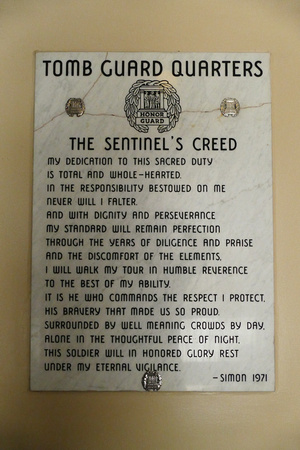 TOMB GUARD QUARTERS
HONOR
GUARD
THE SENTINEL'S CREED
MY DEDICATION TO THIS SACRED DUTY
IS TOTAL AND WHOLE-HEARTED.
IN THE RESPONSIBILITY BESTOWED ON ME
NEVER WILL I FALTER.
AND WITH DIGNITY AND PERSEVERANCE
MY STANDARD WILL REMAIN PERFECTION
THROUGH THE YEARS OF DILIGENCE AND PRAISE
AND THE DISCOMFORT OF THE ELEMENTS,
I WILL WALK MY TOUR IN HUMBLE REVERENCE
TO THE BEST OF MY ABILITY.
IT IS HE WHO COMMANDS THE RESPECT I PROTECT.
HIS BRAVERY THAT MADE US SO PROUD.
SURROUNDED BY WELL MEANING CROWDS BY DAY,
ALONE IN THE THOUGHTFUL PEACE OF NIGHT,
THIS SOLDIER WILL IN HONORED GLORY REST
UNDER MY ETERNAL VIGILANCE.
-SIMON 1971